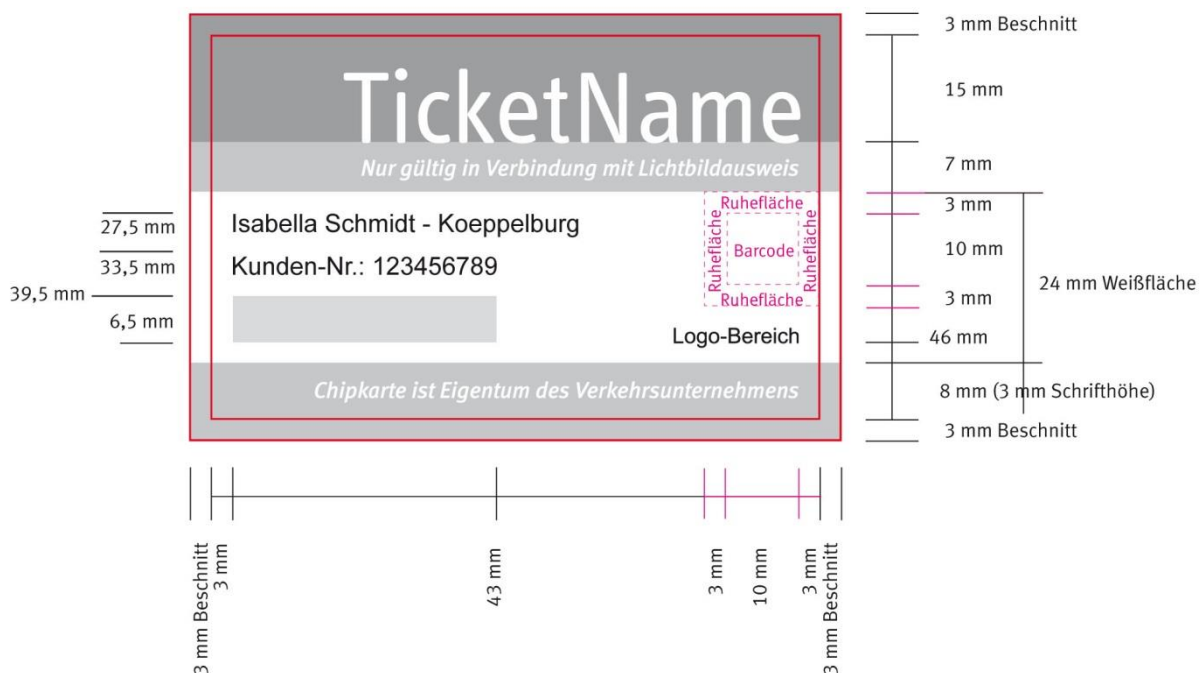 TicketName
Nur gültig in Verbindung mit Lichtbildausweis
Isabella Schmidt - Koeppelburg
Kunden-Nr.: 123456789
Ruhefläche
Ruhefläche
Barcode
Ruhefläche
Ruhefläche
Logo-Bereich
Chipkarte ist Eigentum des Verkehrsunternehmens
27,5 mm
33,5 mm
39,5 mm
6,5 mm
3 mm Beschnitt
15 mm
7 mm
3 mm
10 mm
3 mm
24 mm Weißfläche
46 mm
8 mm (3 mm Schrifthöhe)
3 mm Beschnitt
3 mm Beschnitt
3 mm
43 mm
3 mm
10 mm
3 mm
3 mm Beschnitt